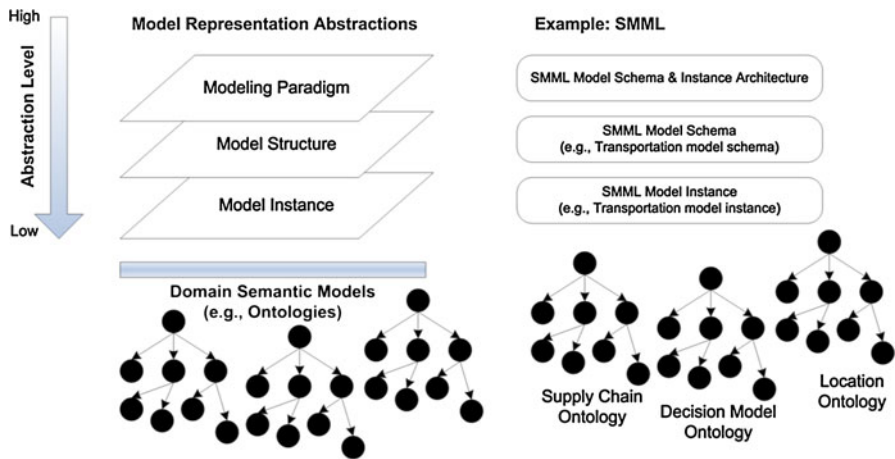 High
Model Representation Abstractions
Example: SMML
Abstraction Level
Modeling Paradigm
SMML Model Schema & Instance Architecture
Model Structure
SMML Model Schema
(e.g., Transportation model schema)
Model Instance
SMML Model Instance
(e.g., Transportation model instance)
Low
Domain Semantic Models
(e.g., Ontologies)
Supply Chain
Ontology
Decision Model
Ontology
Location
Ontology